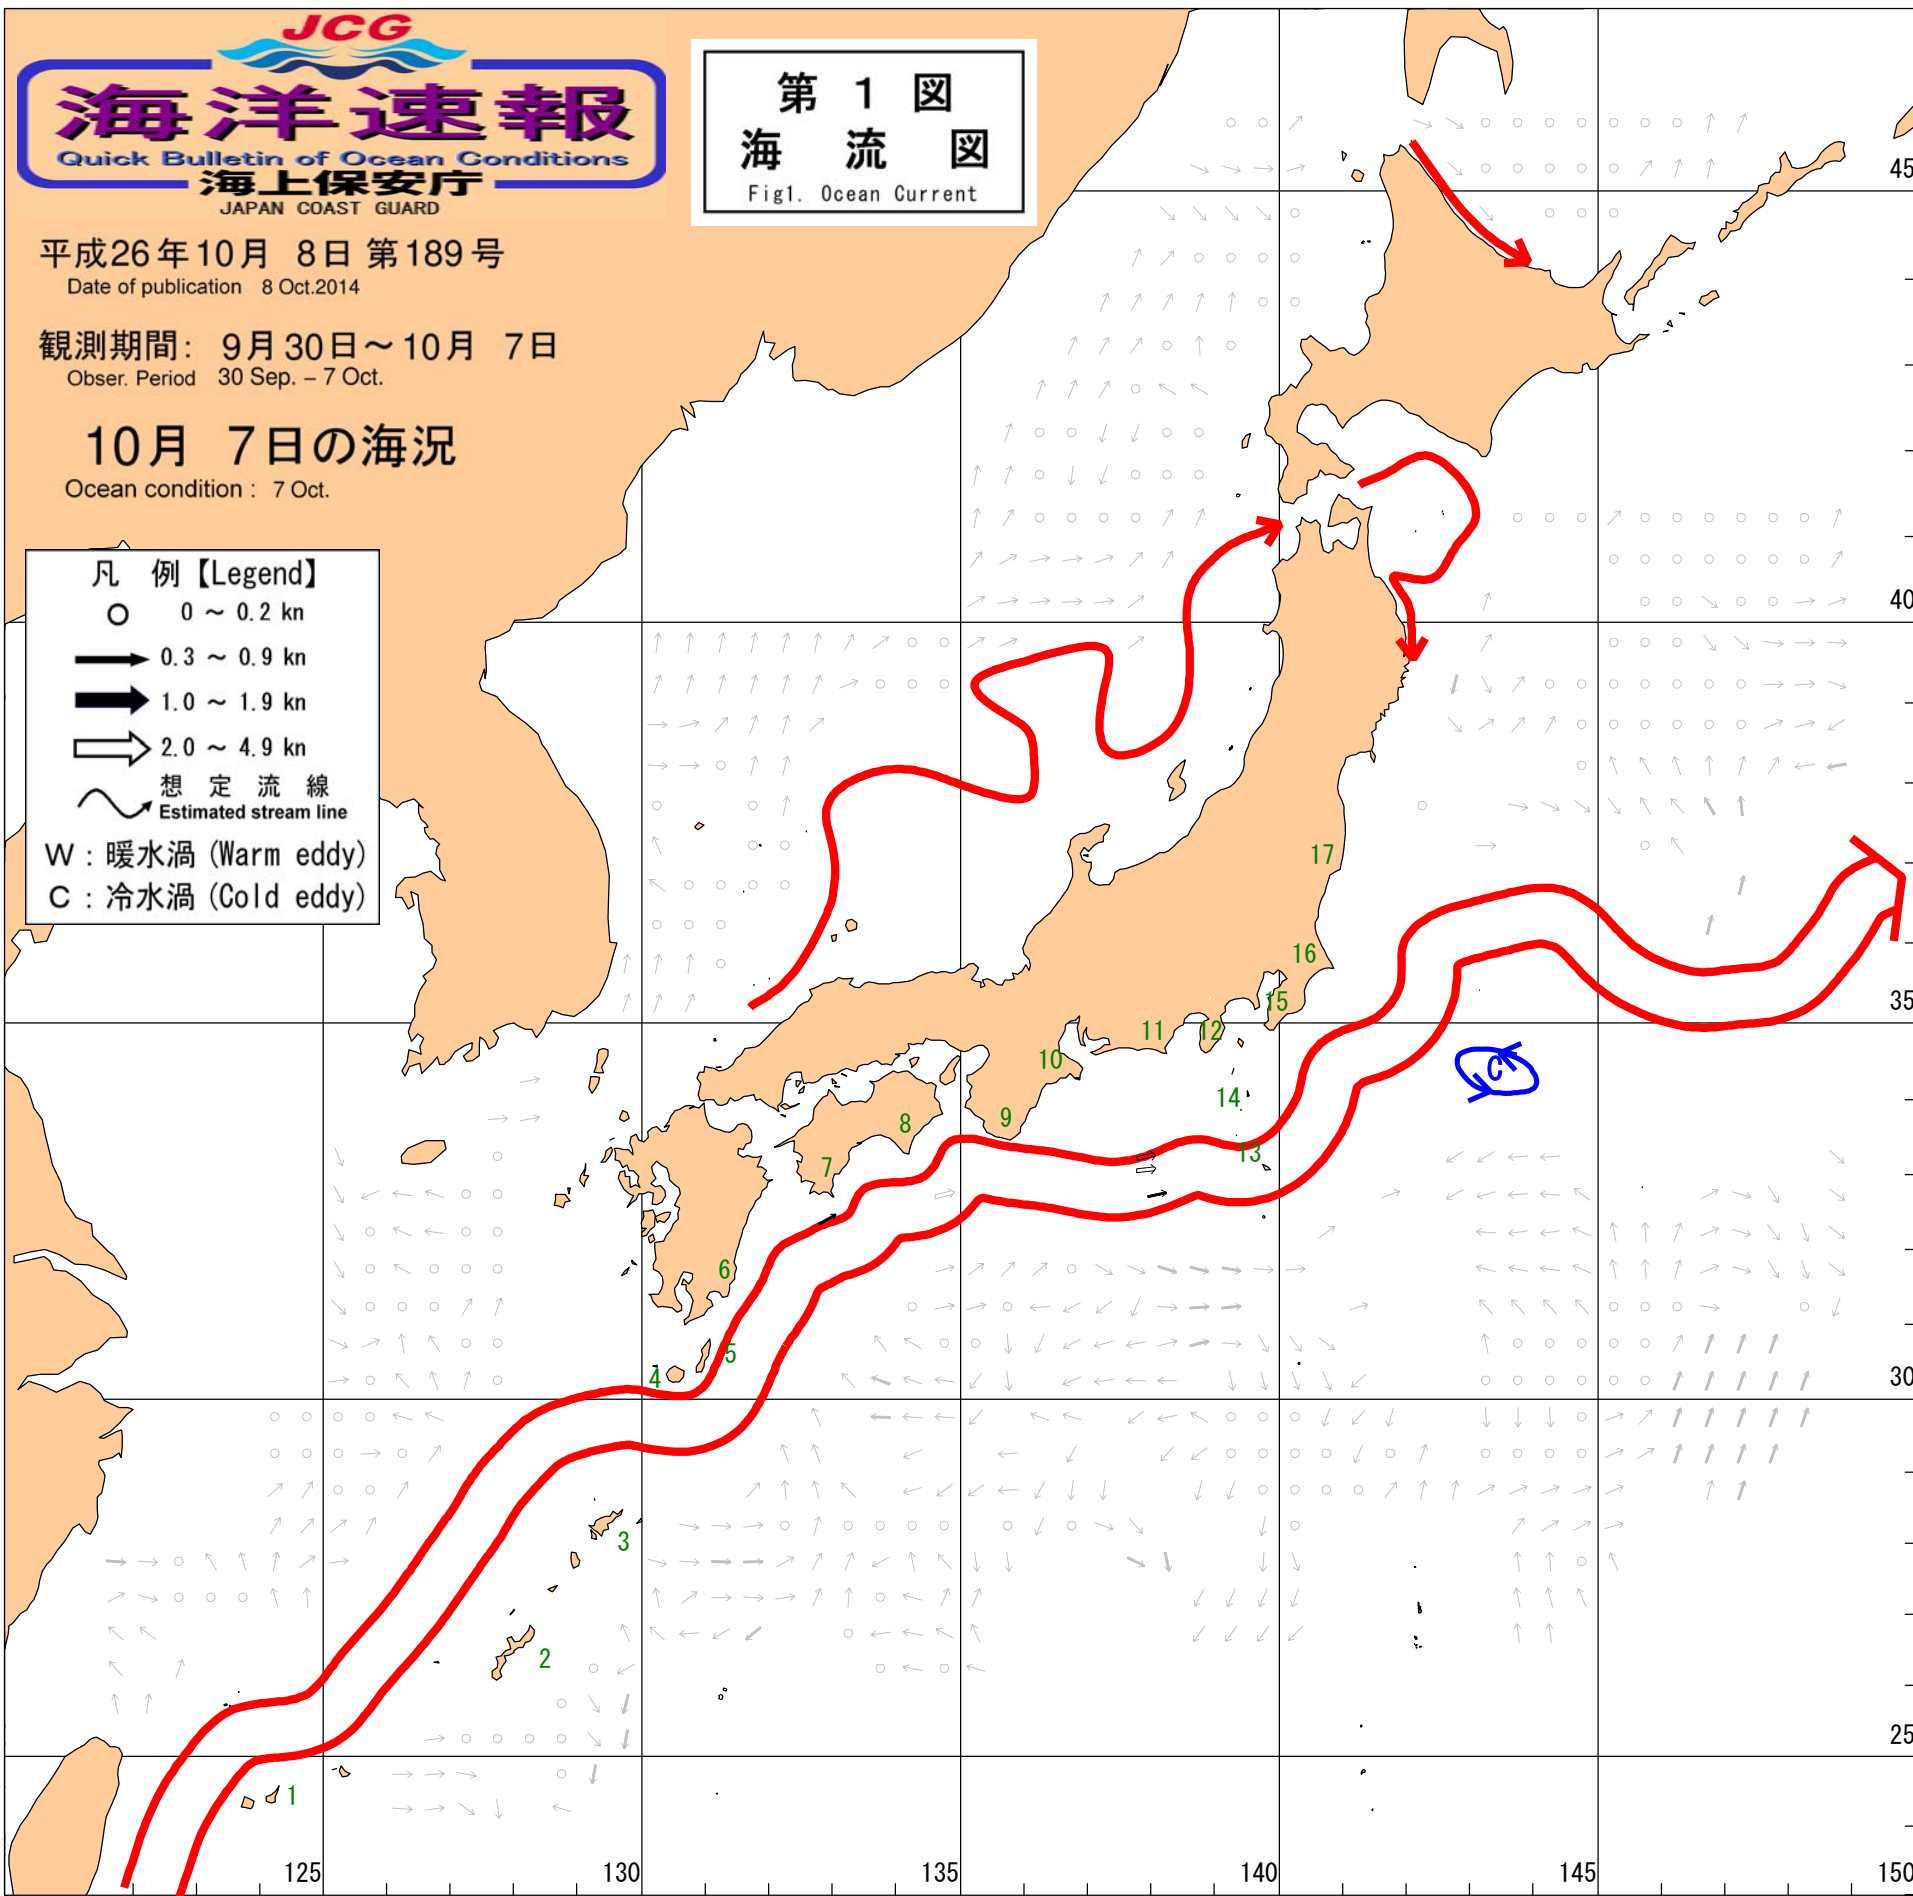 JCG
海洋速報
Quick Bulletin of Ocean Conditions
海上保安庁
JAPAN COAST GUARD
平成26年10月 8日 第189号
Date of publication 8 Oct.2014
観測期間: 9月30日～10月 7日
Obser. Period 30 Sep. – 7 Oct.
10月 7日の海況
Ocean condition : 7 Oct.
第 1 図
海 流 図
Fig1. Ocean Current
凡 例【Legend】
0 ～ 0.2 kn
0.3 ～ 0.9 kn
1.0 ～ 1.9 kn
2.0 ～ 4.9 kn
想 定 流 線
Estimated stream line
W : 暖水渦 (Warm eddy)
C : 冷水渦 (Cold eddy)
45
40
17
16
15
35
11
12
10
C
14
9
8
13
7
6
5
4
30
3
2
25
1
125
130
135
140
145
150